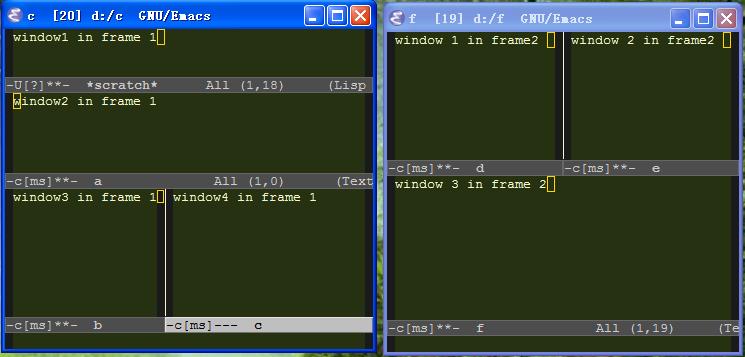 c [20] d:/c GNU/Emacs
window1 in frame 1
-U[?]**- *scratch* All (1,18) (Lisp
window2 in frame 1
-c[ms]**- a All (1,0) (Text
window3 in frame 1 window4 in frame 1
-c[ms]**- b -c[ms]--- c
f [19] d:/f GNU/Emacs
window 1 in frame2 window 2 in frame2
-c[ms]**- d -c[ms]**- e
window 3 in frame 2
-c[ms]**- f All (1,19) (Te